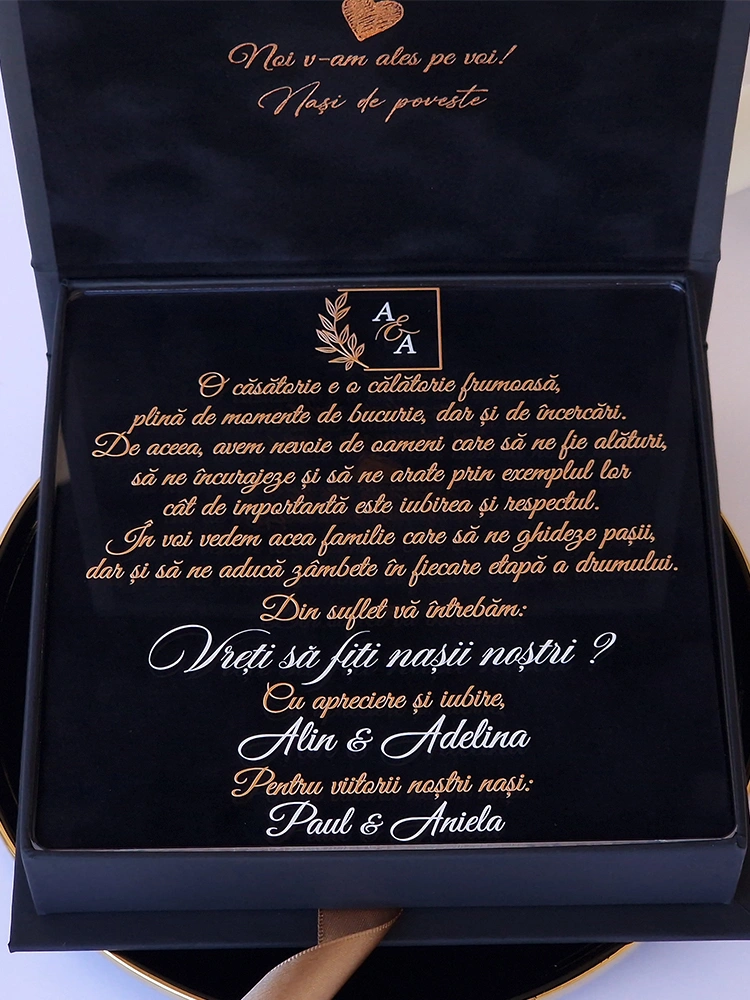 Noi v-am ales pe voi!
Nași de poveste
A
&
A
O căsătorie e o călătorie frumoasă,
plină de momente de bucurie, dar și de încercări.
De aceea, avem nevoie de oameni care să ne fie alături,
să ne încurajeze și să ne arate prin exemplul lor
cât de importantă este iubirea și respectul.
În voi vedem acea familie care să ne ghideze pașii,
dar și să ne aducă zâmbete în fiecare etapă a drumului.
Din suflet vă întrebăm:
Vreți să fiți nașii noștri ?
Cu apreciere și iubire,
Alin & Adelina
Pentru viitorii noștri nași:
Paul & Aniela